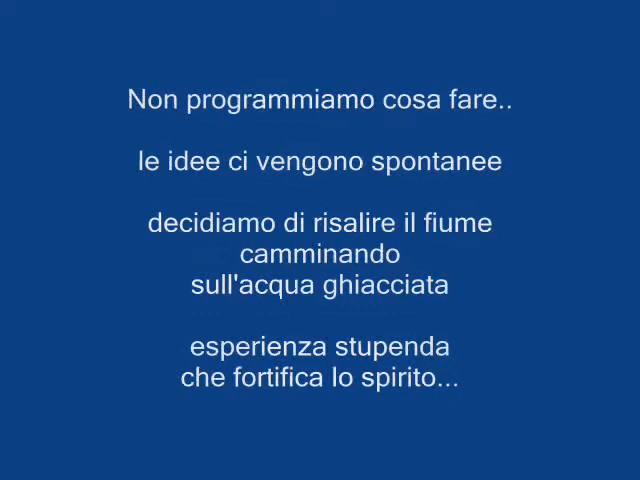 Non programmiamo cosa fare..
le idee ci vengono spontanee
decidiamo di risalire il fiume
camminando
sull'acqua ghiacciata
esperienza stupenda
che fortifica lo spirito...